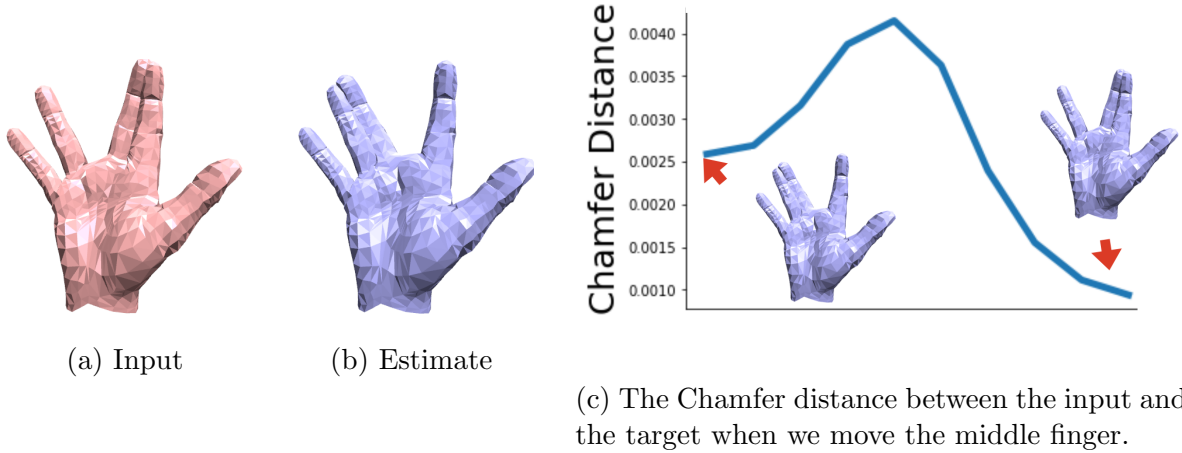 (a) Input
(b) Estimate
Chamfer Distance
0.0040
0.0035
0.0030
0.0025
0.0020
0.0015
0.0010
(c) The Chamfer distance between the input and
the target when we move the middle finger.